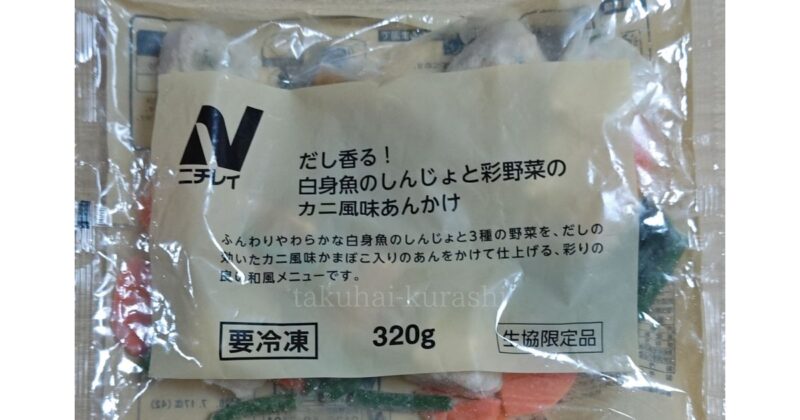 ニチレイ
だし香る!
白身魚のしんじょと彩野菜の
カニ風味あんかけ
ふんわりやわらかな白身魚のしんじょと3種の野菜を、だしの
効いたカニ風味かまぼこ入りのあんをかけて仕上げる、彩りの
良い和風メニューです。
takuhai-kurashi
要冷凍
320g
生協限定品